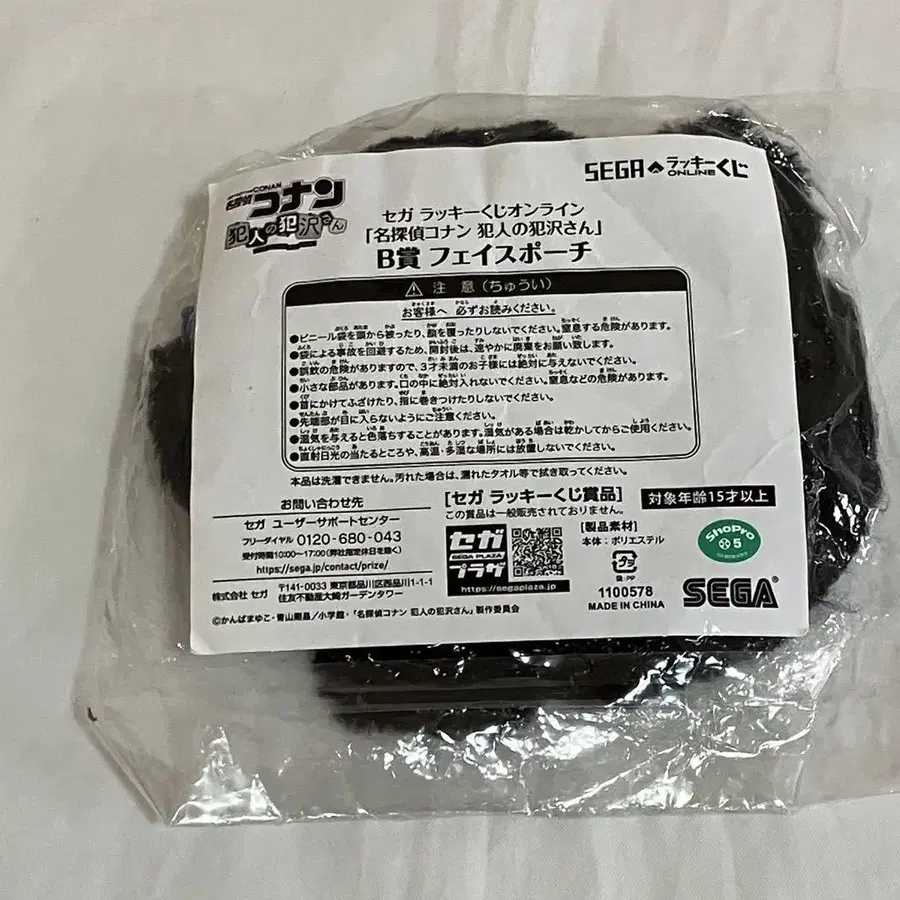 名探偵コナン
犯人の犯沢さん
SEGA ラッキーくじ
ONLINE
セガ ラッキーくじオンライン
「名探偵コナン 犯人の犯沢さん」
B賞 フェイスポーチ
注 意(ちゅうい)
お客様へ 必ずお読みください。
●ビニール袋を頭から被ったり、顔を覆ったりしないでください。窒息する危険があります。
●袋による事故を回避するため、開封後は、速やかに廃棄をお願い致します。
●誤飲の危険がありますので、3才未満のお子様には絶対に与えないでください。
●小さな部品があります。口の中に絶対入れないでください。窒息などの危険があります。
●首にかけてふざけたり、指に巻きつけたりしないでください。
●先端部が目に入らないようにご注意ください。
●湿気を与えると色落ちすることがあります。湿気がある場合は乾かしてからご使用ください。
●直射日光の当たるところや、高温・多湿な場所には放置しないでください。
本品は洗濯できません。汚れた場合は、濡れたタオル等で拭き取ってください。
お問い合わせ先
セガ ユーザーサポートセンター
フリーダイヤル 0120-680-043
受付時間10:00〜17:00(弊社指定休日を除く)
https://sega.jp/contact/prize/
株式会社 セガ 〒141-0033 東京都品川区西品川1-1-1
住友不動産大崎ガーデンタワー
©かんばまゆこ・青山剛昌/小学館・「名探偵コナン 犯人の犯沢さん」製作委員会
[セガ ラッキーくじ賞品]
この賞品は一般販売されておりません。
セガ
SEGA PLAZA
プラザ
https://segaplaza.jp
対象年齢15才以上
[製品素材]
本体:ポリエステル
プラ
袋:PP
1100578
MADE IN CHINA
ShoPro
5
SEGA